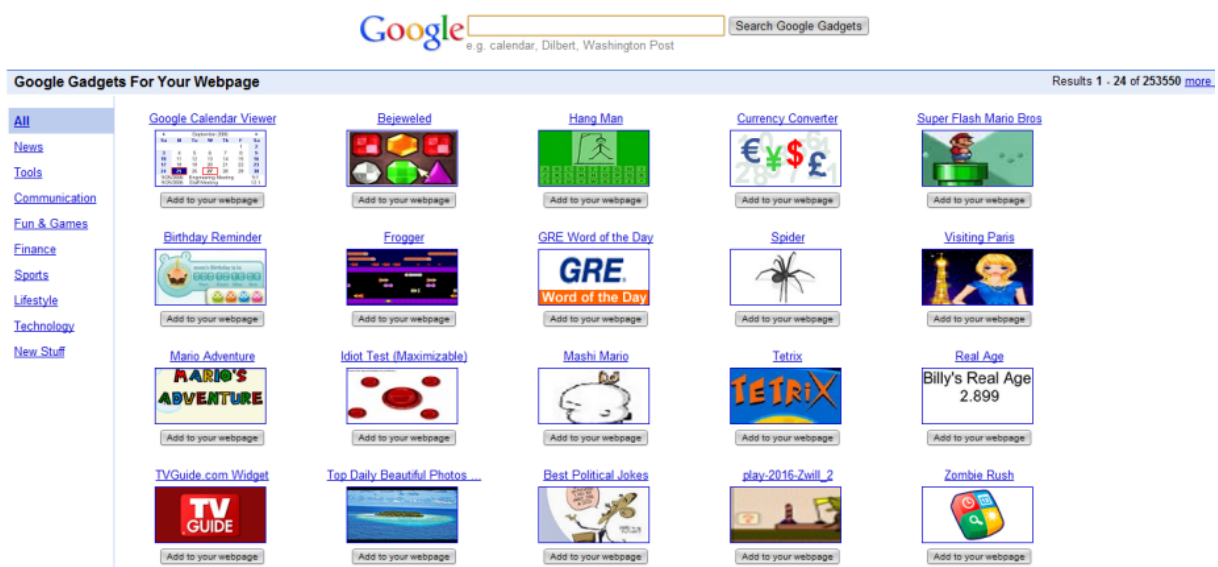 Google
Search Google Gadgets
e.g. calendar, Dilbert, Washington Post
Google Gadgets For Your Webpage
Results 1 - 24 of 253550 more
All
News
Tools
Communication
Fun & Games
Finance
Sports
Lifestyle
Technology
New Stuff
Google Calendar Viewer
Bejeweled
Hang Man
Currency Converter
Super Flash Mario Bros
€ ¥ $ £
Add to your webpage
Add to your webpage
Add to your webpage
Add to your webpage
Add to your webpage
Birthday Reminder
Frogger
GRE Word of the Day
Spider
Visiting Paris
GRE
Word of the Day
Add to your webpage
Add to your webpage
Add to your webpage
Add to your webpage
Add to your webpage
Mario Adventure
Idiot Test (Maximizable)
Mashi Mario
Tetrix
Real Age
MARIO'S
ADVENTURE
TETRIX
Billy's Real Age
2.899
Add to your webpage
Add to your webpage
Add to your webpage
Add to your webpage
Add to your webpage
TVGuide.com Widget
Top Daily Beautiful Photos ...
Best Political Jokes
play-2016-Zwill_2
Zombie Rush
TV
GUIDE
Add to your webpage
Add to your webpage
Add to your webpage
Add to your webpage
Add to your webpage